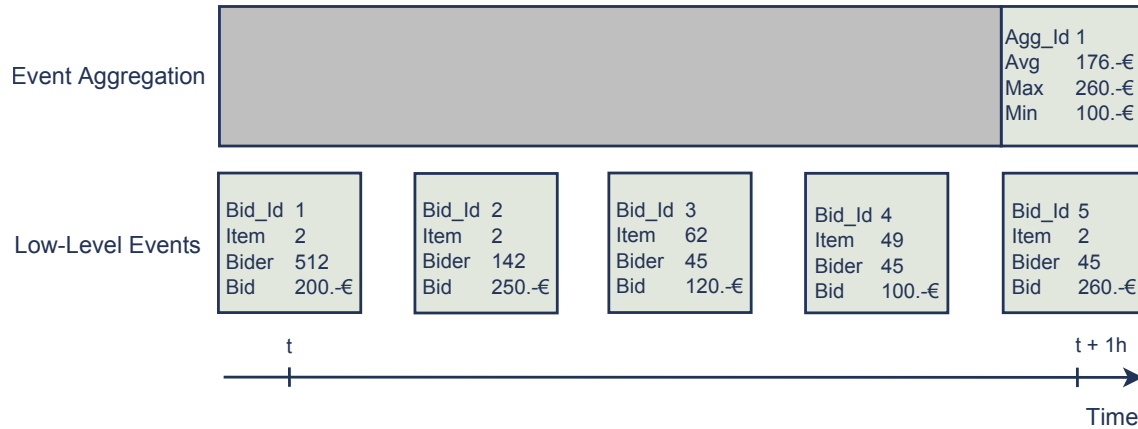 Event Aggregation
Agg_Id 1
Avg 176.-€
Max 260.-€
Min 100.-€
Low-Level Events
Bid_Id 1
Item 2
Bider 512
Bid 200.-€
Bid_Id 2
Item 2
Bider 142
Bid 250.-€
Bid_Id 3
Item 62
Bider 45
Bid 120.-€
Bid_Id 4
Item 49
Bider 45
Bid 100.-€
Bid_Id 5
Item 2
Bider 45
Bid 260.-€
t
t + 1h
Time